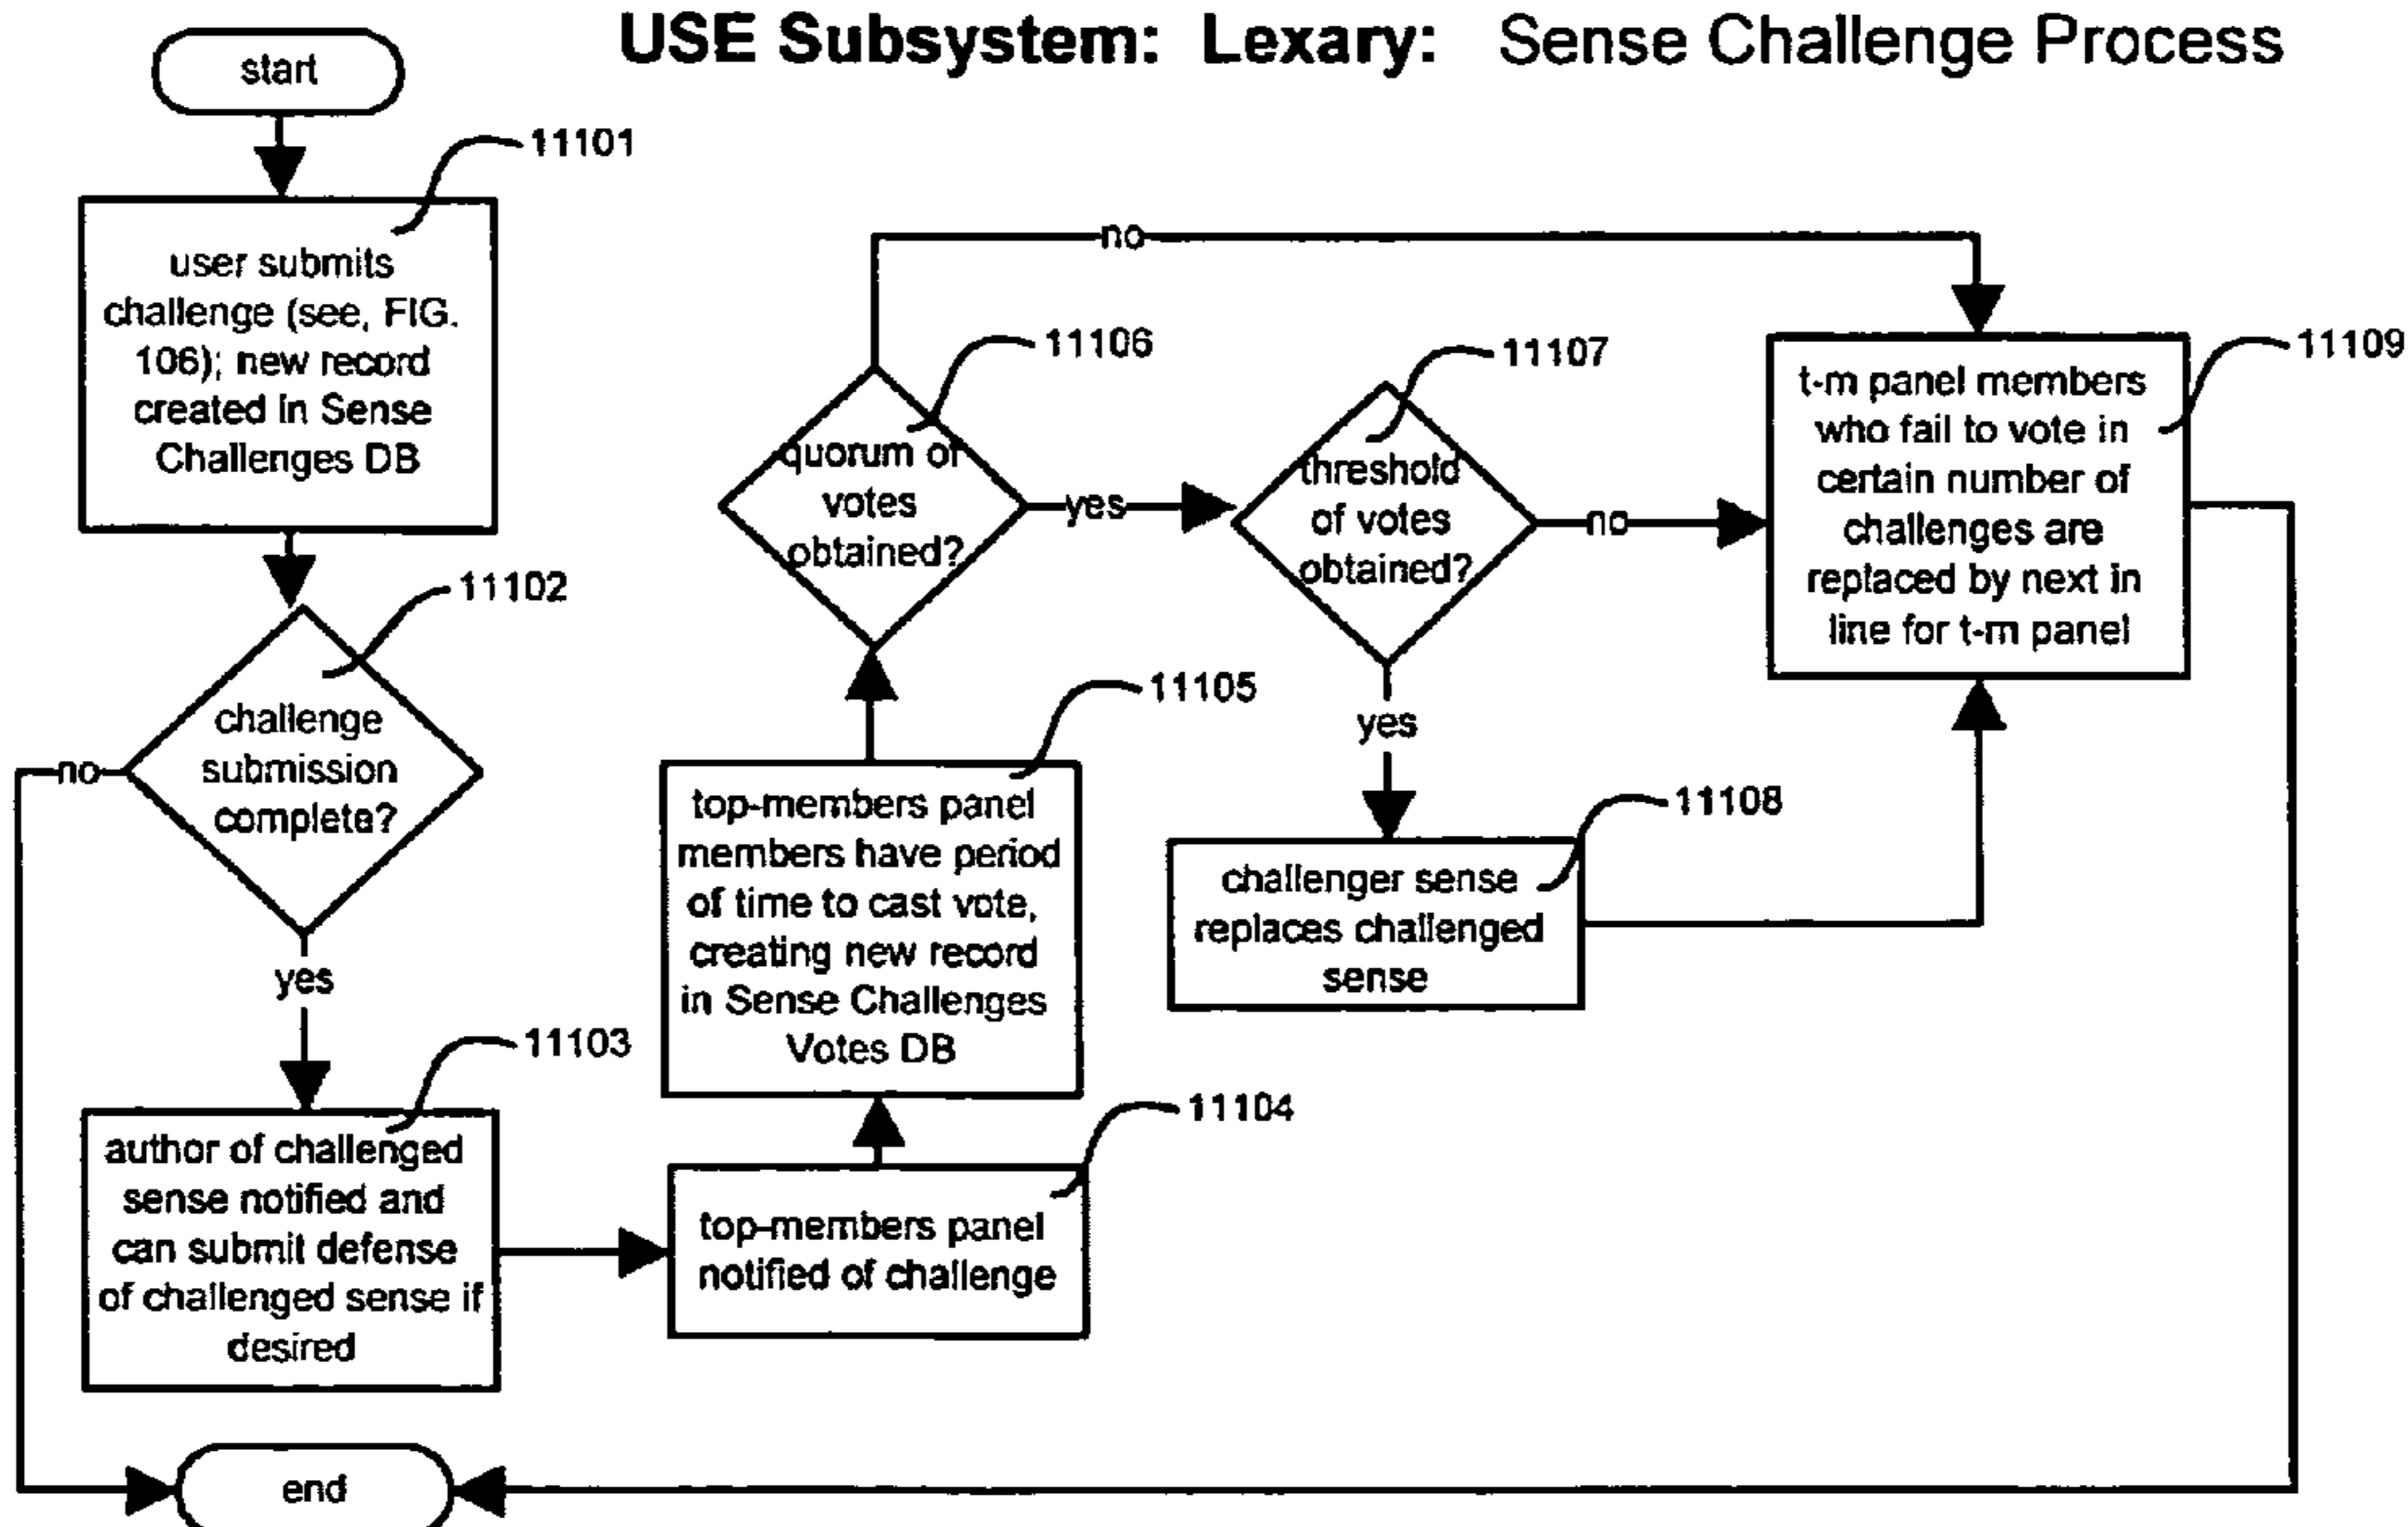 USE Subsystem: Lexary: Sense Challenge Process
start
11101
user submits
challenge (see, FIG.
106); new record
created in Sense
Challenges DB
11102
challenge
submission
complete?
no
yes
11103
author of challenged
sense notified and
can submit defense
of challenged sense if
desired
11104
top-members panel
notified of challenge
11105
top-members panel
members have period
of time to cast vote,
creating new record
in Sense Challenges
Votes DB
11106
quorum of
votes
obtained?
no
yes
11107
threshold
of votes
obtained?
no
yes
11108
challenger sense
replaces challenged
sense
11109
t-m panel members
who fail to vote in
certain number of
challenges are
replaced by next in
line for t-m panel
end